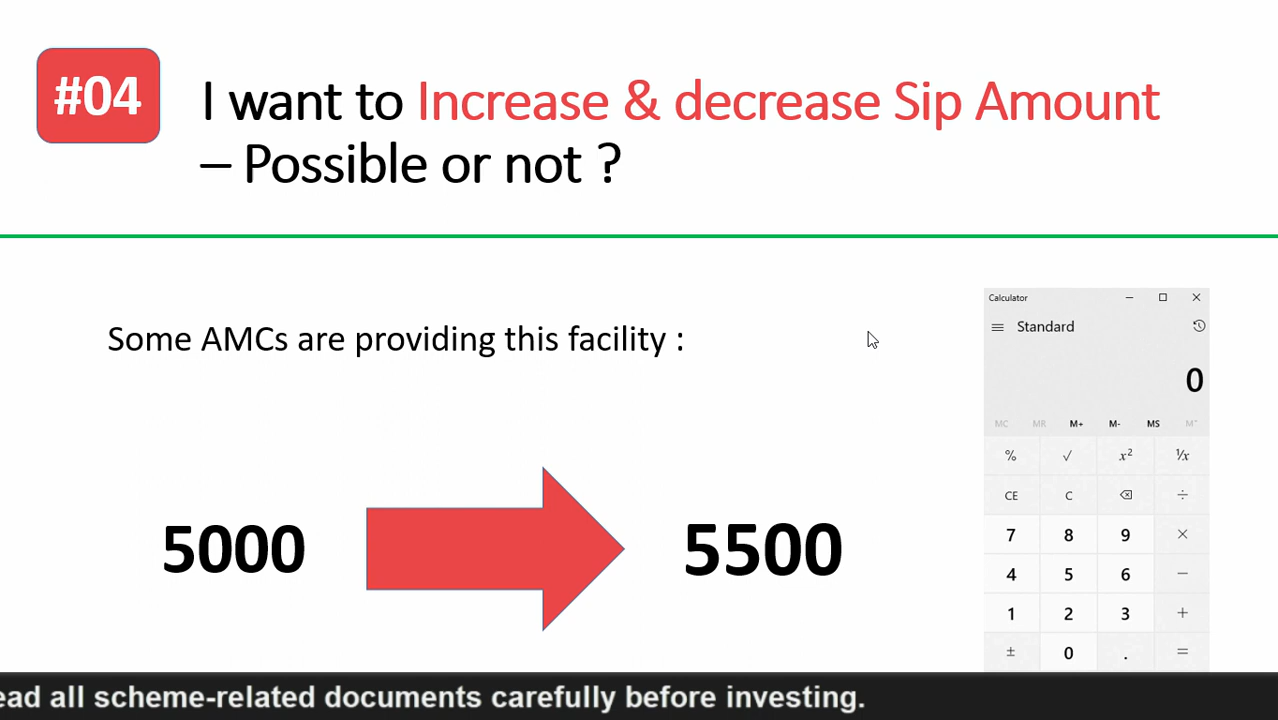 #04
I want to Increase & decrease Sip Amount
– Possible or not ?
Some AMCs are providing this facility :
5000
5500
Calculator
Standard
0
MC MR M+ M- MS M˅
% √ x² ⅟x
CE C ÷
7 8 9 ×
4 5 6 −
1 2 3 +
± 0 . =
ead all scheme-related documents carefully before investing.